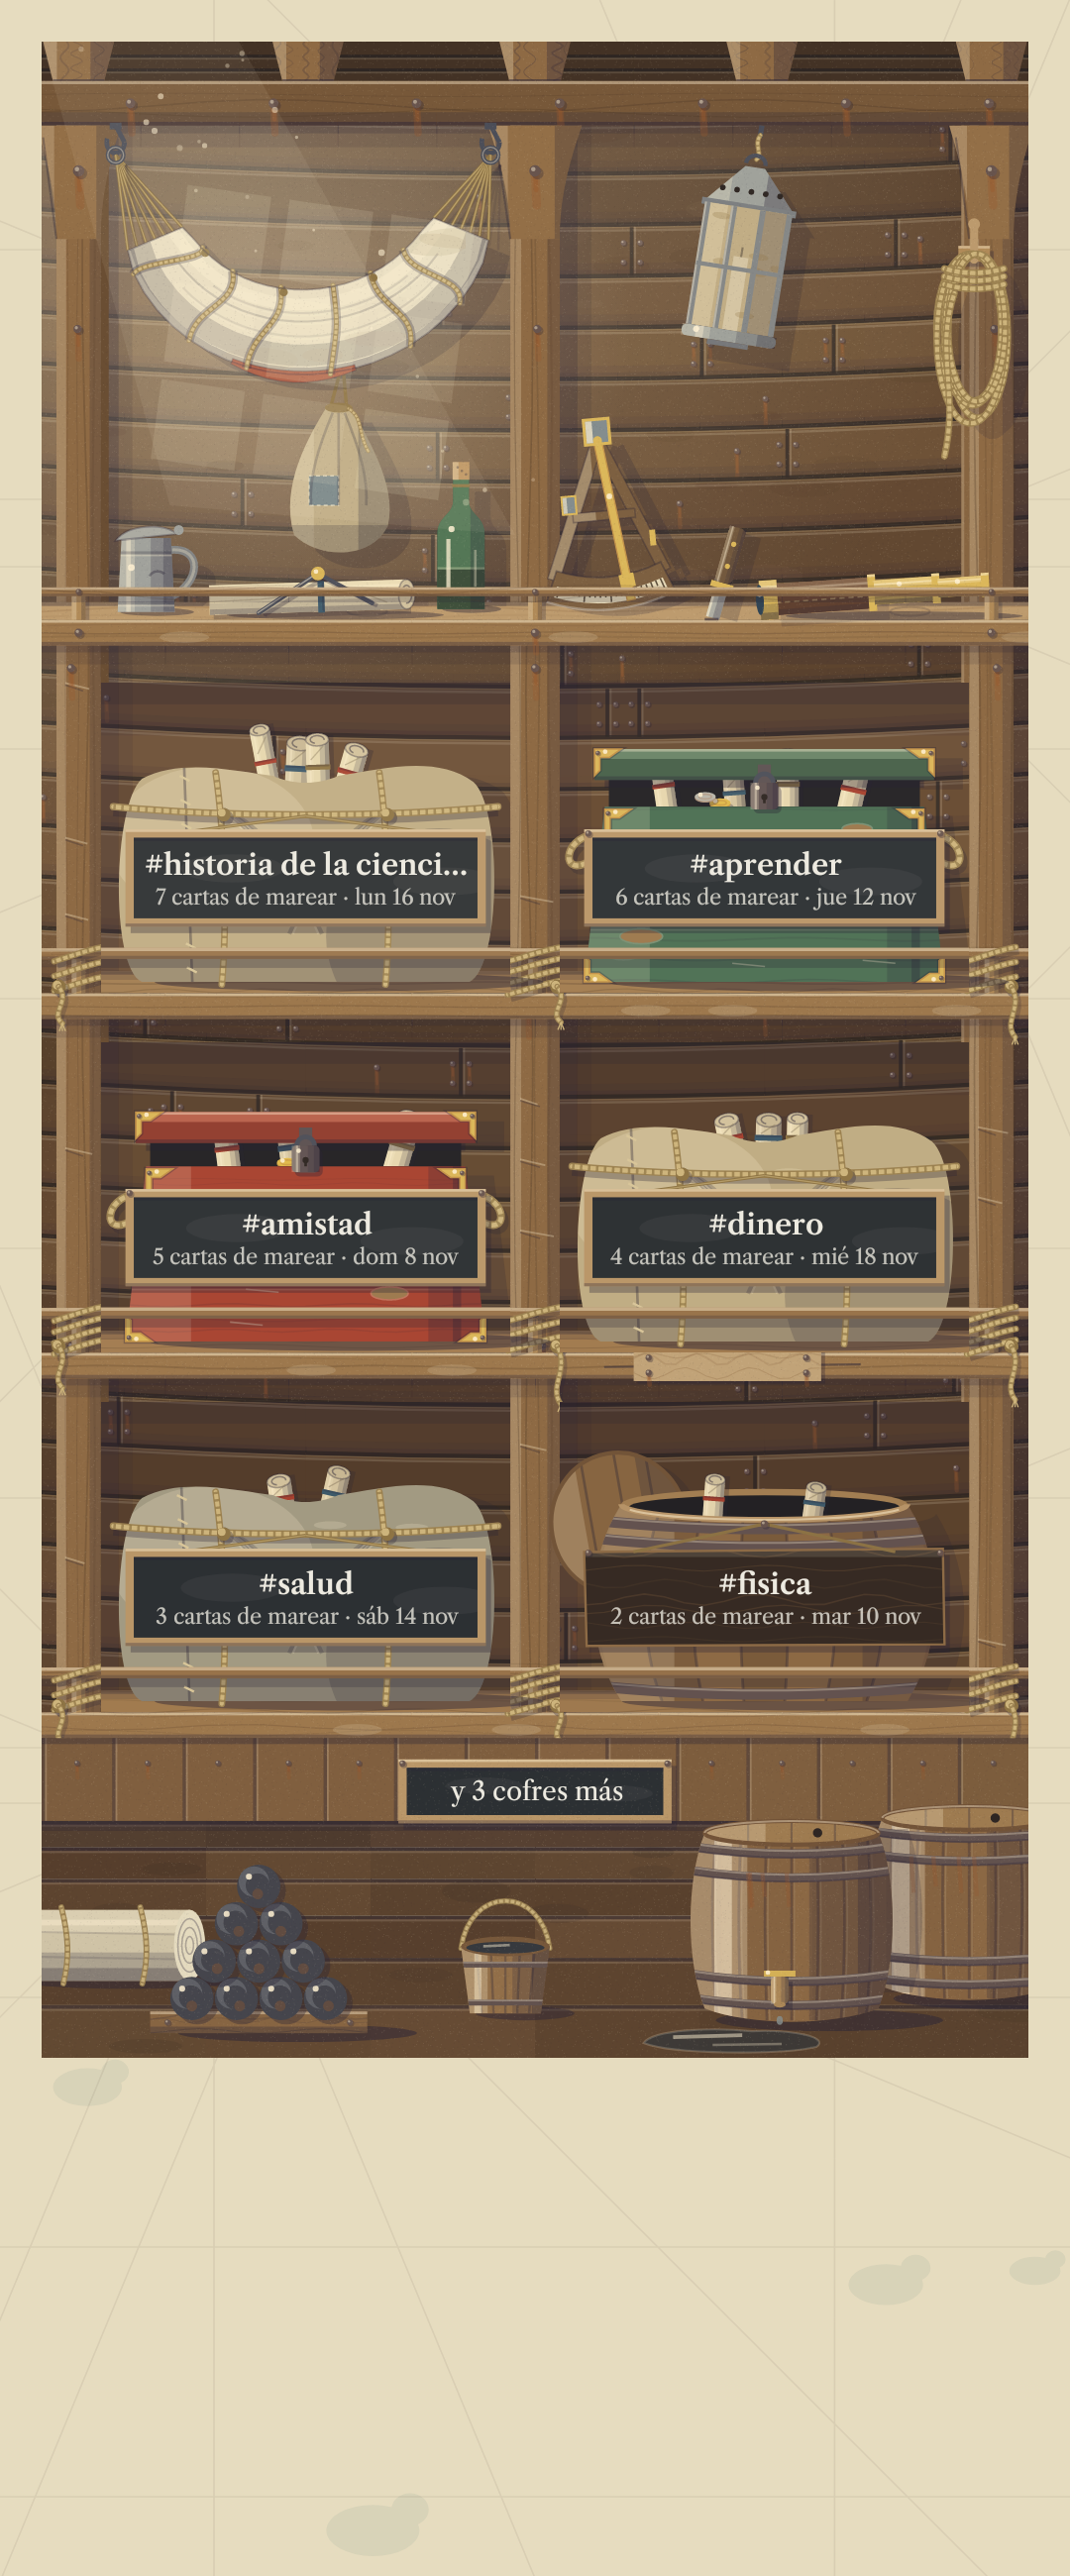 #historia de la cienci...
7 cartas de marear · lun 16 nov
#aprender
6 cartas de marear · jue 12 nov
#amistad
5 cartas de marear · dom 8 nov
#dinero
4 cartas de marear · mié 18 nov
#salud
3 cartas de marear · sáb 14 nov
#fisica
2 cartas de marear · mar 10 nov
y 3 cofres más